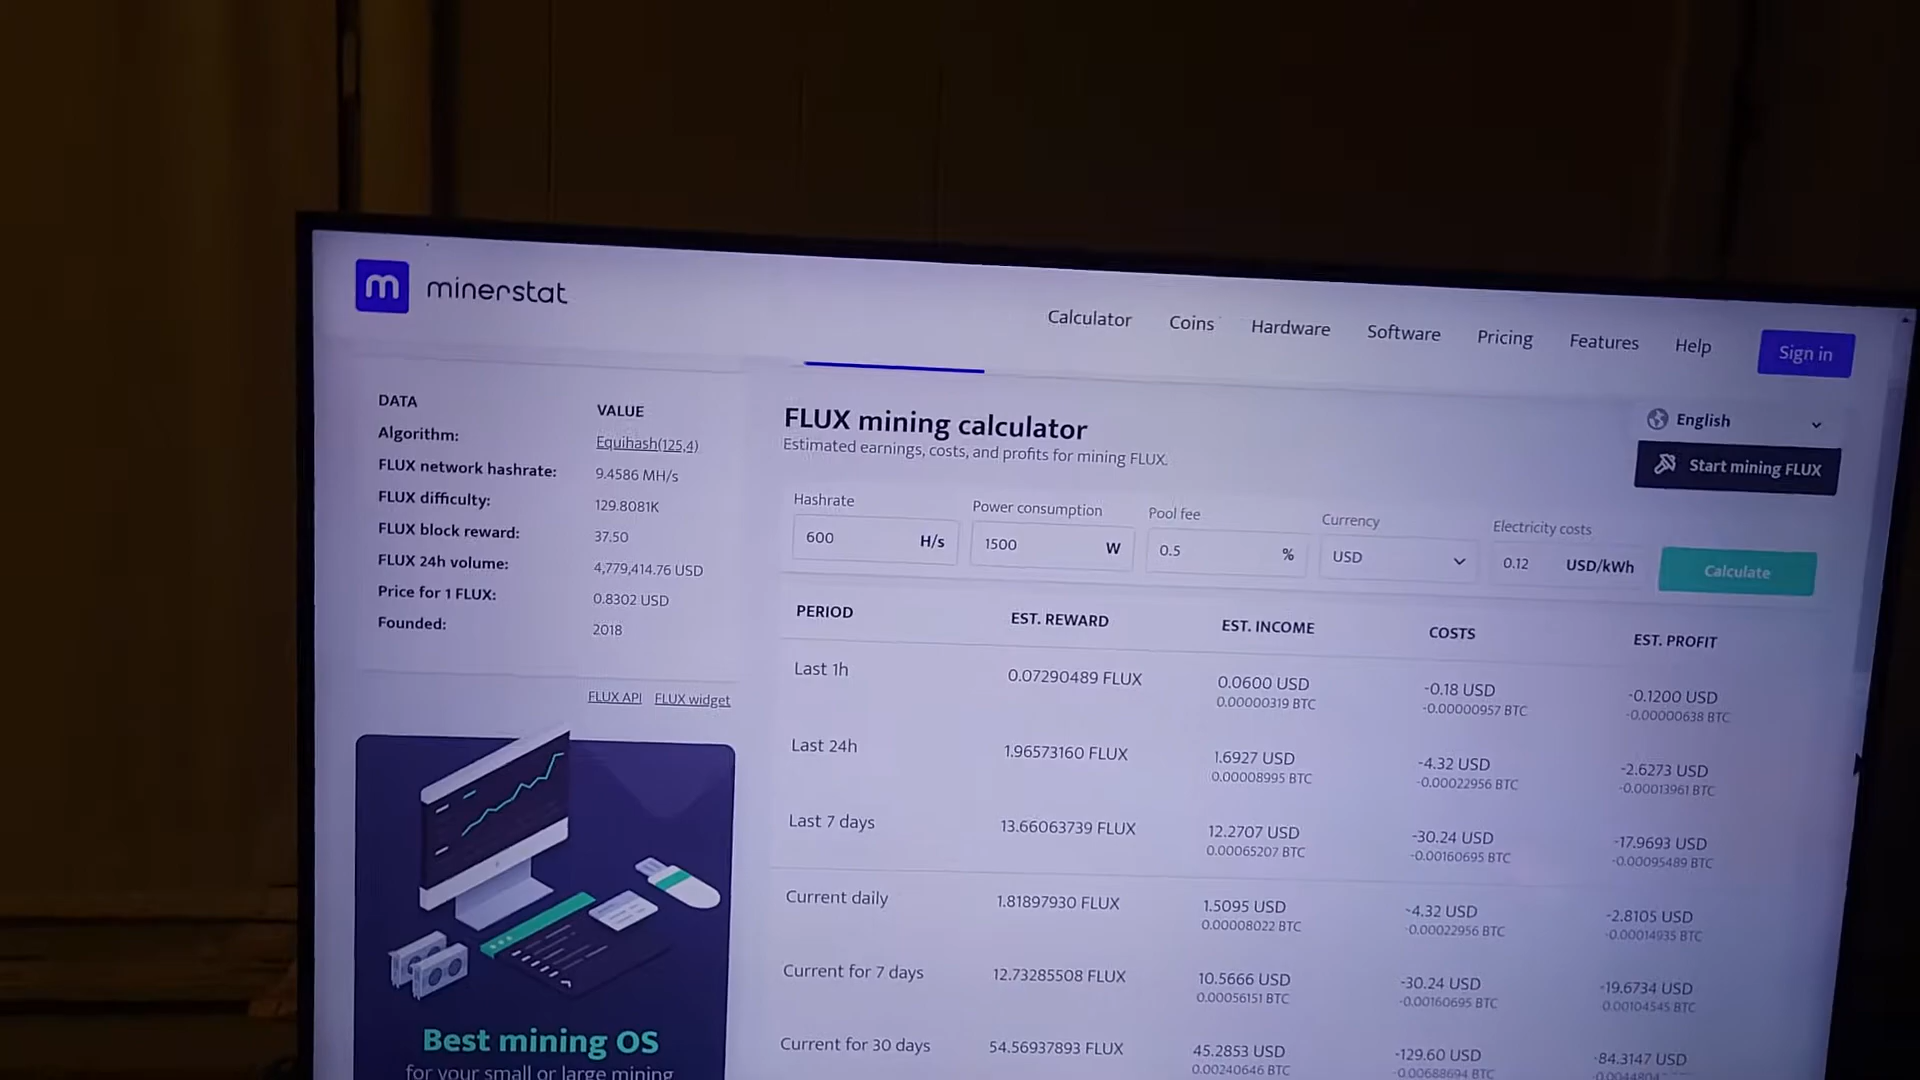 m minerstat
Calculator Coins Hardware Software Pricing Features Help Sign in
DATA VALUE
Algorithm: Equihash(125,4)
FLUX network hashrate: 9.4586 MH/s
FLUX difficulty: 129.8081K
FLUX block reward: 37.50
FLUX 24h volume: 4,779,414.76 USD
Price for 1 FLUX: 0.8302 USD
Founded: 2018
FLUX API FLUX widget
Best mining OS
for your small or large mining
FLUX mining calculator
Estimated earnings, costs, and profits for mining FLUX.
English
Start mining FLUX
Hashrate Power consumption Pool fee Currency Electricity costs
600 H/s 1500 W 0.5 % USD 0.12 USD/kWh Calculate
PERIOD EST. REWARD EST. INCOME COSTS EST. PROFIT
Last 1h 0.07290489 FLUX 0.0600 USD -0.18 USD -0.1200 USD
0.00000319 BTC -0.00000957 BTC -0.00000638 BTC
Last 24h 1.96573160 FLUX 1.6927 USD -4.32 USD -2.6273 USD
0.00008995 BTC -0.00022956 BTC -0.00013961 BTC
Last 7 days 13.66063739 FLUX 12.2707 USD -30.24 USD -17.9693 USD
0.00065207 BTC -0.00160695 BTC -0.00095489 BTC
Current daily 1.81897930 FLUX 1.5095 USD -4.32 USD -2.8105 USD
0.00008022 BTC -0.00022956 BTC -0.00014935 BTC
Current for 7 days 12.73285508 FLUX 10.5666 USD -30.24 USD -19.6734 USD
0.00056151 BTC -0.00160695 BTC 0.00104545 BTC
Current for 30 days 54.56937893 FLUX 45.2853 USD -129.60 USD -84.3147 USD
0.00240646 BTC -0.00688694 BTC